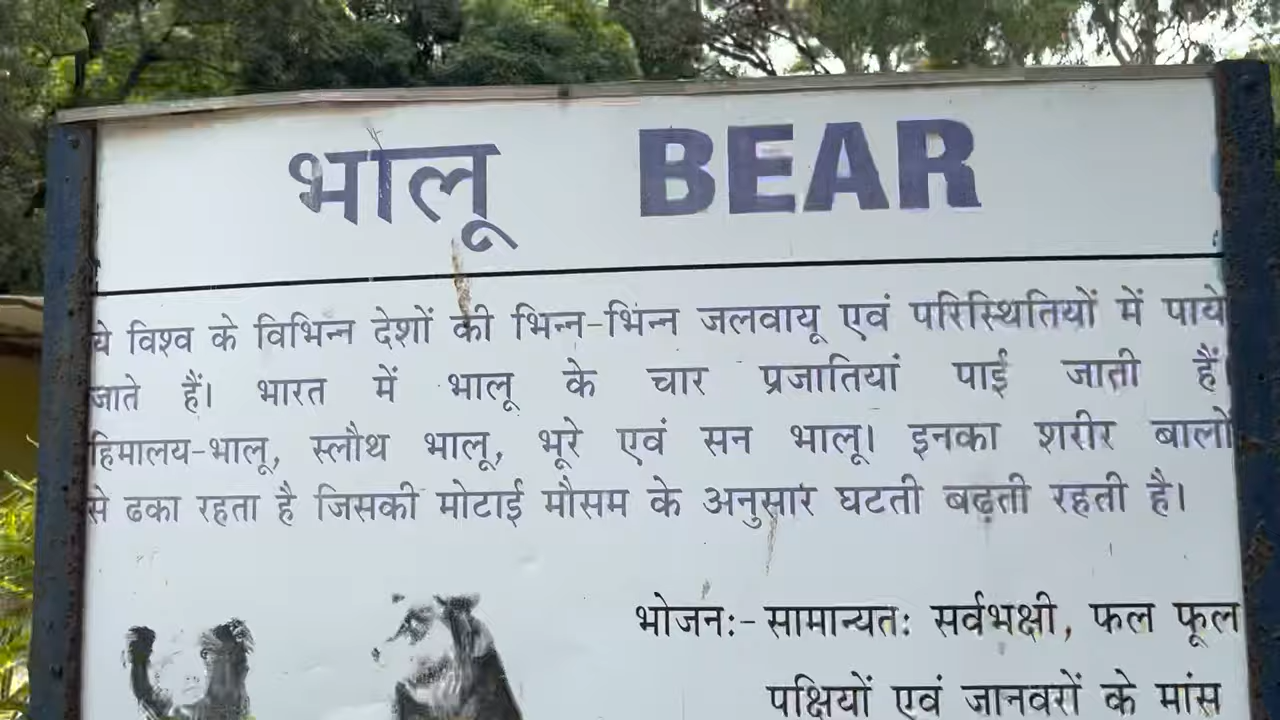 भालू BEAR
ये विश्व के विभिन्न देशों की भिन्न-भिन्न जलवायू एवं परिस्थितियों में पाये
जाते हैं। भारत में भालू के चार प्रजातियां पाई जाती हैं।
हिमालय-भालू, स्लौथ भालू, भूरे एवं सन भालू। इनका शरीर बालों
से ढका रहता है जिसकी मोटाई मौसम के अनुसार घटती बढ़ती रहती है।
भोजन:- सामान्यतः सर्वभक्षी, फल फूल
पक्षियों एवं जानवरों के मांस